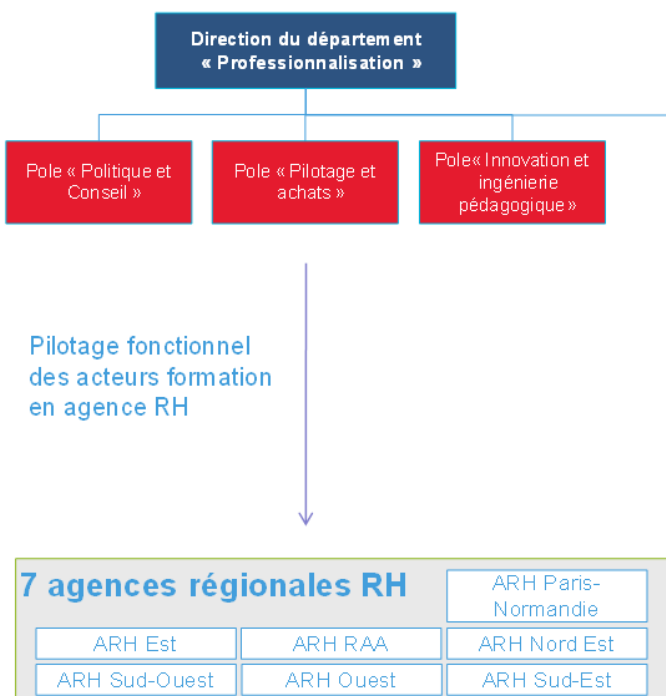 Direction du département
« Professionnalisation »
Pole « Politique et
Conseil »
Pole « Pilotage et
achats »
Pole« Innovation et
ingénierie
pédagogique »
Pilotage fonctionnel
des acteurs formation
en agence RH
7 agences régionales RH
ARH Paris-
Normandie
ARH Est
ARH RAA
ARH Nord Est
ARH Sud-Ouest
ARH Ouest
ARH Sud-Est